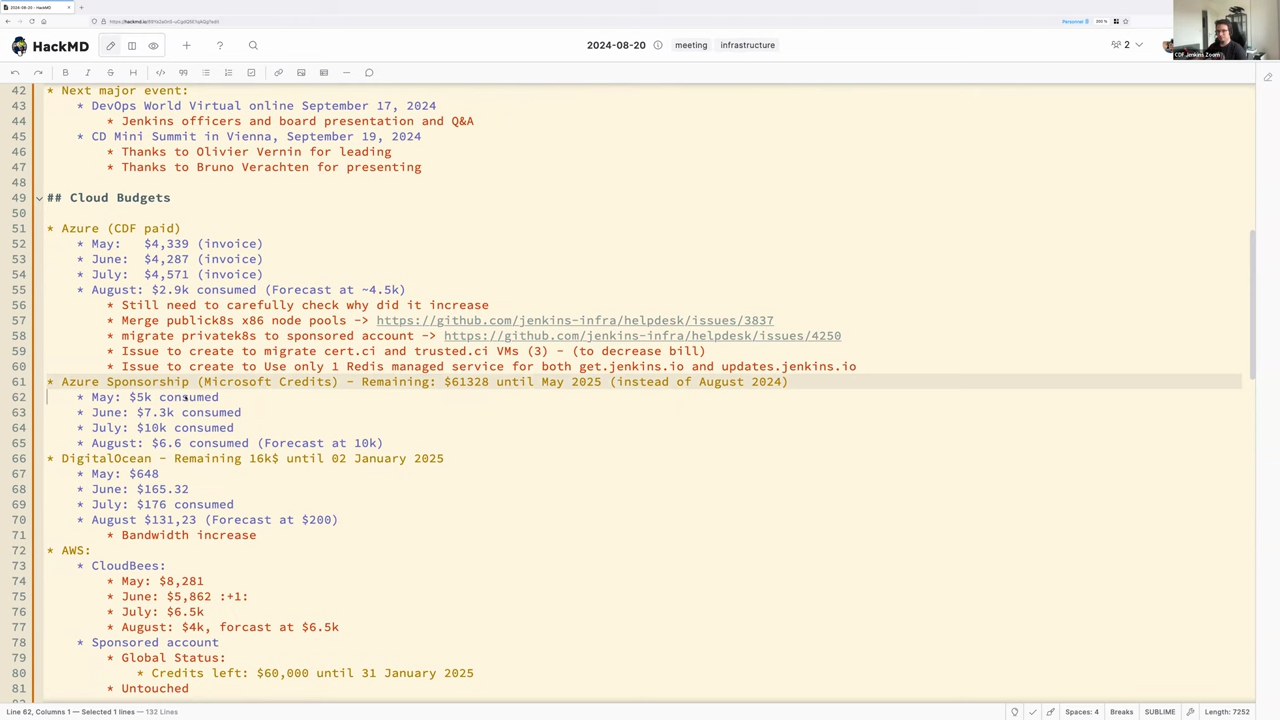 2024-08-20 - HackMD
Personnel
300 %
HackMD
2024-08-20
meeting
infrastructure
2
CDF Jenkins Zoom
42 * Next major event:
43 * DevOps World Virtual online September 17, 2024
44 * Jenkins officers and board presentation and Q&A
45 * CD Mini Summit in Vienna, September 19, 2024
46 * Thanks to Olivier Vernin for leading
47 * Thanks to Bruno Verachten for presenting
48
49 ## Cloud Budgets
50
51 * Azure (CDF paid)
52 * May: $4,339 (invoice)
53 * June: $4,287 (invoice)
54 * July: $4,571 (invoice)
55 * August: $2.9k consumed (Forecast at ~4.5k)
56 * Still need to carefully check why did it increase
57 * Merge publick8s x86 node pools -> https://github.com/jenkins-infra/helpdesk/issues/3837
58 * migrate privatek8s to sponsored account -> https://github.com/jenkins-infra/helpdesk/issues/4250
59 * Issue to create to migrate cert.ci and trusted.ci VMs (3) - (to decrease bill)
60 * Issue to create to Use only 1 Redis managed service for both get.jenkins.io and updates.jenkins.io
61 * Azure Sponsorship (Microsoft Credits) - Remaining: $61328 until May 2025 (instead of August 2024)
62 * May: $5k consumed
63 * June: $7.3k consumed
64 * July: $10k consumed
65 * August: $6.6 consumed (Forecast at 10k)
66 * DigitalOcean - Remaining 16k$ until 02 January 2025
67 * May: $648
68 * June: $165.32
69 * July: $176 consumed
70 * August $131,23 (Forecast at $200)
71 * Bandwidth increase
72 * AWS:
73 * CloudBees:
74 * May: $8,281
75 * June: $5,862 :+1:
76 * July: $6.5k
77 * August: $4k, forcast at $6.5k
78 * Sponsored account
79 * Global Status:
80 * Credits left: $60,000 until 31 January 2025
81 * Untouched
Line 62, Columns 1 — Selected 1 lines — 132 Lines
Spaces: 4
Breaks
SUBLIME
Length: 7252